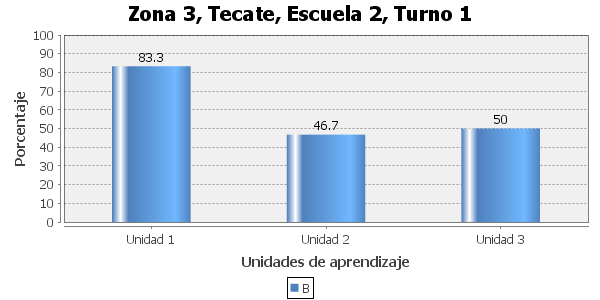 Zona 3, Tecate, Escuela 2, Turno 1
Porcentaje
100
90
80
70
60
50
40
30
20
10
0
83.3
46.7
50
Unidad 1
Unidad 2
Unidad 3
Unidades de aprendizaje
B